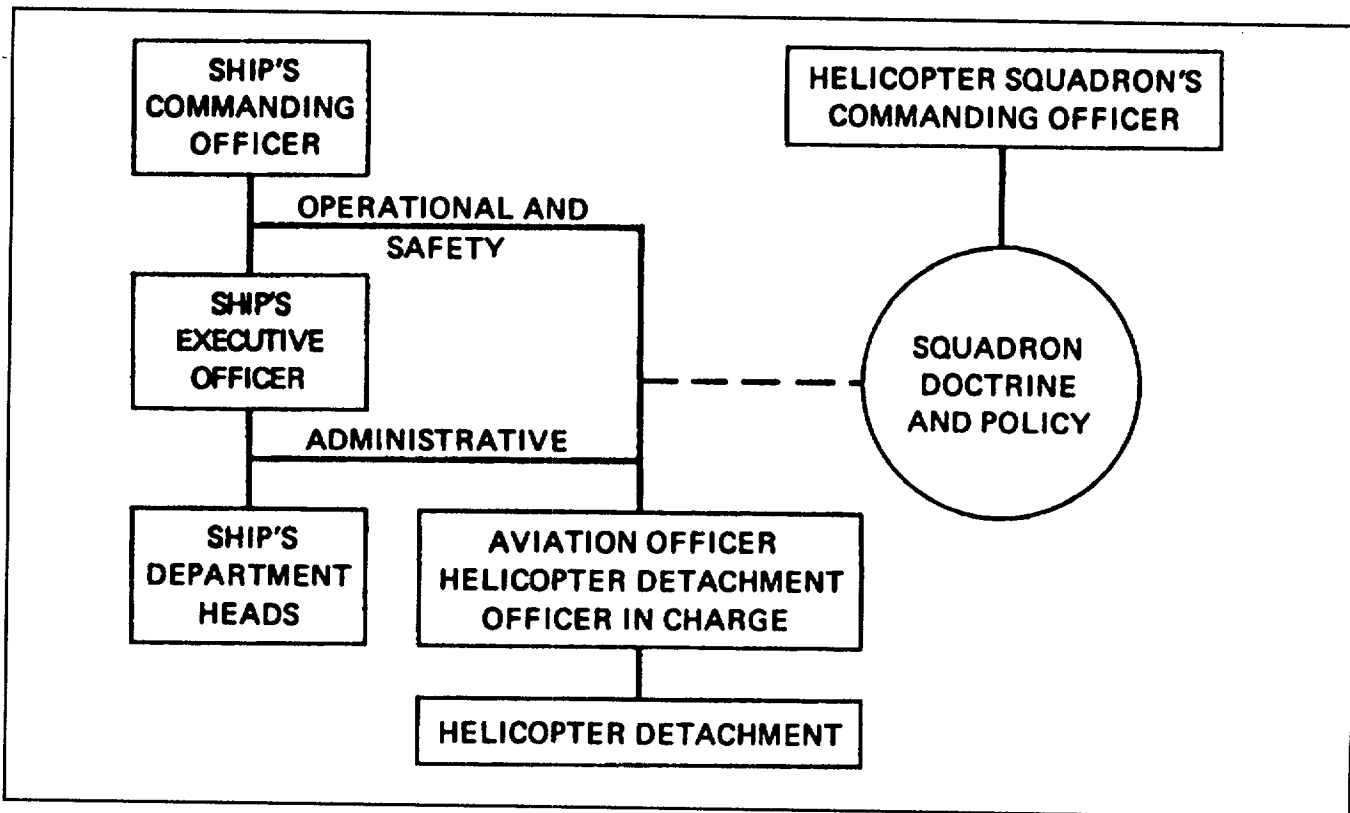 SHIP'S
COMMANDING
OFFICER
HELICOPTER SQUADRON'S
COMMANDING OFFICER
OPERATIONAL AND
SAFETY
SHIP'S
EXECUTIVE
OFFICER
SQUADRON
DOCTRINE
AND POLICY
ADMINISTRATIVE
SHIP'S
DEPARTMENT
HEADS
AVIATION OFFICER
HELICOPTER DETACHMENT
OFFICER IN CHARGE
HELICOPTER DETACHMENT